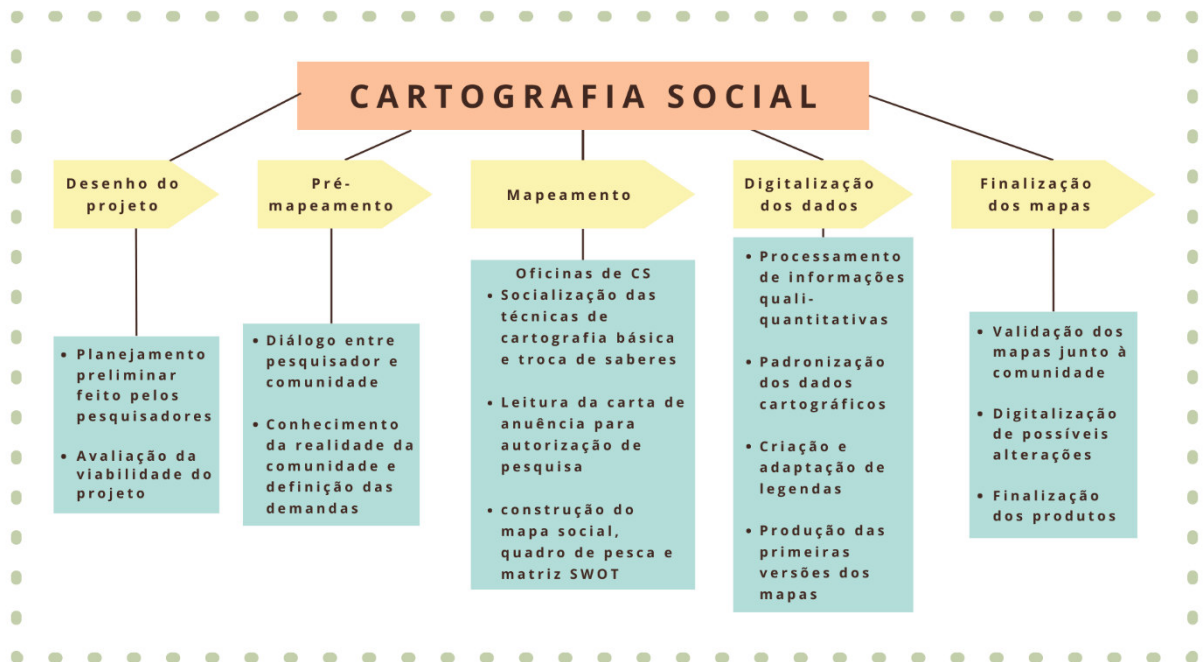 CARTOGRAFIA SOCIAL
Desenho do
projeto
• Planejamento
preliminar
feito pelos
pesquisadores
• Avaliação da
viabilidade do
projeto
Pré-
mapeamento
• Diálogo entre
pesquisador e
comunidade
• Conhecimento
da realidade da
comunidade e
definição das
demandas
Mapeamento
Oficinas de CS
• Socialização das
técnicas de
cartografia básica
e troca de saberes
• Leitura da carta de
anuência para
autorização de
pesquisa
• construção do
mapa social,
quadro de pesca e
matriz SWOT
Digitalização
dos dados
• Processamento
de informações
quali-
quantitativas
• Padronização
dos dados
cartográficos
• Criação e
adaptação de
legendas
• Produção das
primeiras
versões dos
mapas
Finalização
dos mapas
• Validação dos
mapas junto à
comunidade
• Digitalização
de possíveis
alterações
• Finalização
dos produtos